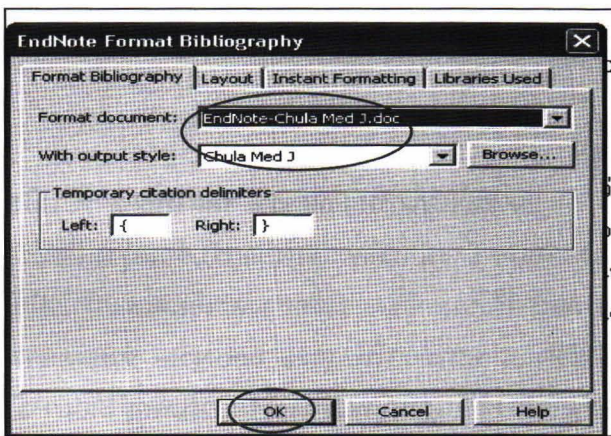 EndNote Format Bibliography
Format Bibliography Layout Instant Formatting Libraries Used
Format document: EndNote-Chula Med J.doc
With output style: Chula Med J Browse...
Temporary citation delimiters
Left: { Right: }
OK Cancel Help